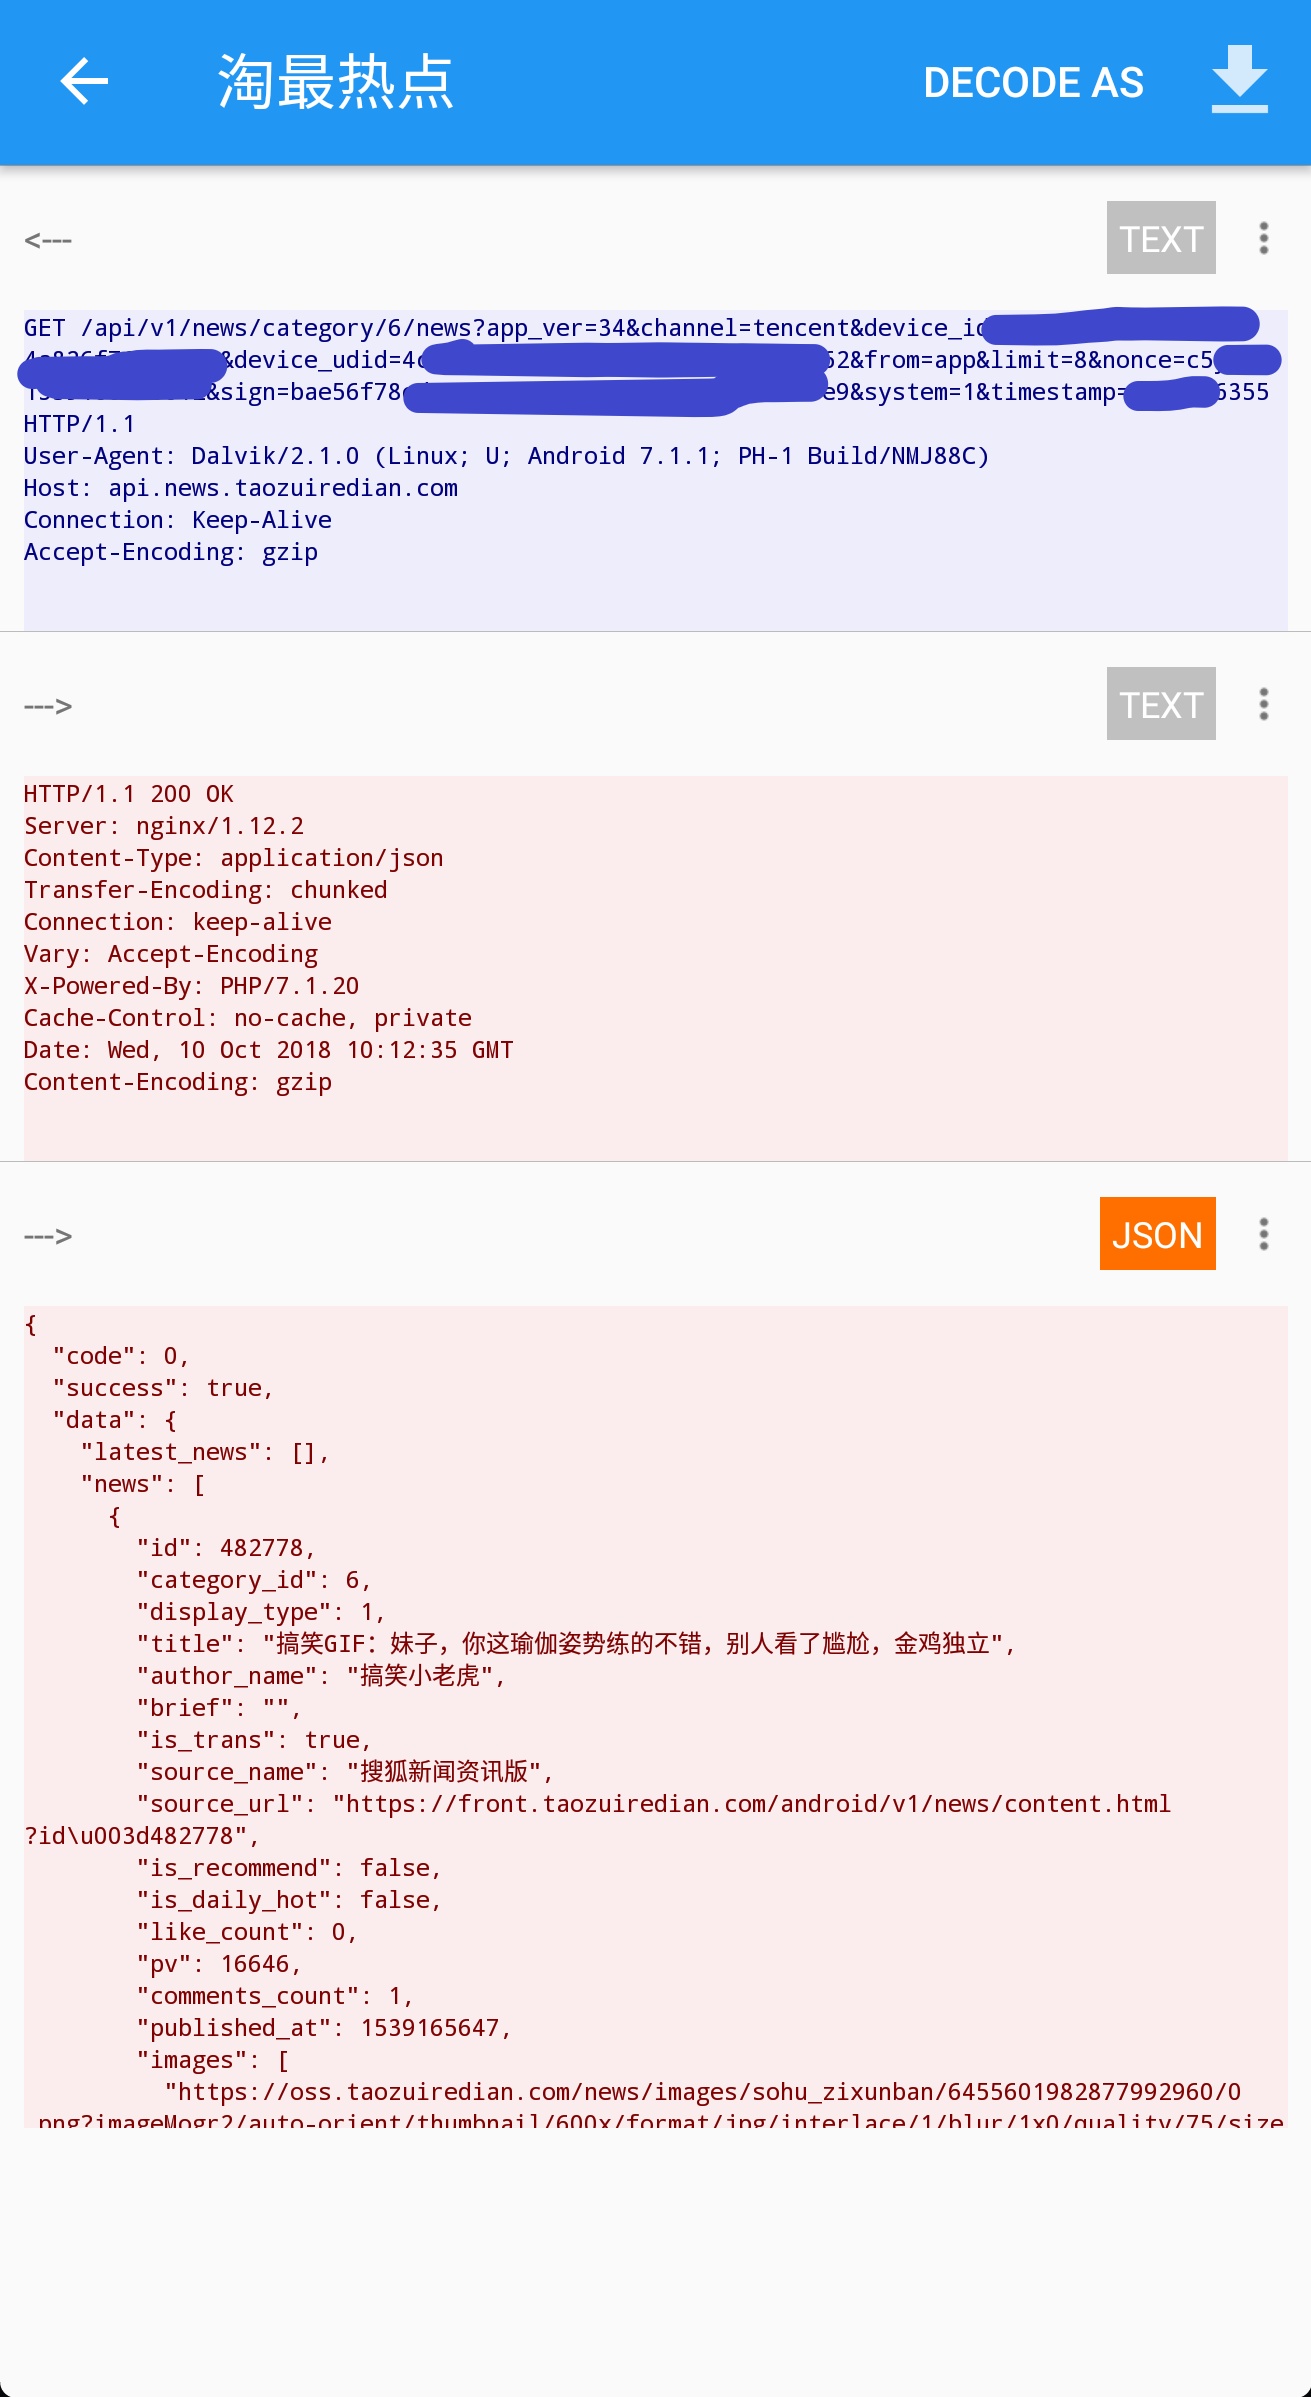 淘最热点
DECODE AS
<---
TEXT
GET /api/v1/news/category/6/news?app_ver=34&channel=tencent&device_id
&device_udid=4 52&from=app&limit=8&nonce=c5
&sign=bae56f78 e9&system=1&timestamp= 6355
HTTP/1.1
User-Agent: Dalvik/2.1.0 (Linux; U; Android 7.1.1; PH-1 Build/NMJ88C)
Host: api.news.taozuiredian.com
Connection: Keep-Alive
Accept-Encoding: gzip
--->
TEXT
HTTP/1.1 200 OK
Server: nginx/1.12.2
Content-Type: application/json
Transfer-Encoding: chunked
Connection: keep-alive
Vary: Accept-Encoding
X-Powered-By: PHP/7.1.20
Cache-Control: no-cache, private
Date: Wed, 10 Oct 2018 10:12:35 GMT
Content-Encoding: gzip
--->
JSON
{
"code": 0,
"success": true,
"data": {
"latest_news": [],
"news": [
{
"id": 482778,
"category_id": 6,
"display_type": 1,
"title": "搞笑GIF：妹子，你这瑜伽姿势练的不错，别人看了尴尬，金鸡独立",
"author_name": "搞笑小老虎",
"brief": "",
"is_trans": true,
"source_name": "搜狐新闻资讯版",
"source_url": "https://front.taozuiredian.com/android/v1/news/content.html
?id\u003d482778",
"is_recommend": false,
"is_daily_hot": false,
"like_count": 0,
"pv": 16646,
"comments_count": 1,
"published_at": 1539165647,
"images": [
"https://oss.taozuiredian.com/news/images/sohu_zixunban/6455601982877992960/0
.png?imageMogr2/auto-orient/thumbnail/600x/format/jpg/interlace/1/blur/1x0/quality/75/size